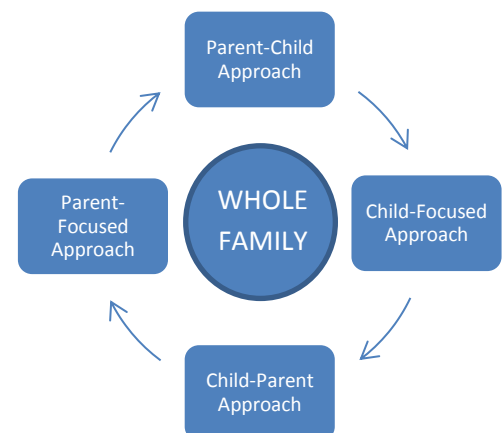 Parent-Child
Approach
Parent-
Focused
Approach
WHOLE
FAMILY
Child-Focused
Approach
Child-Parent
Approach